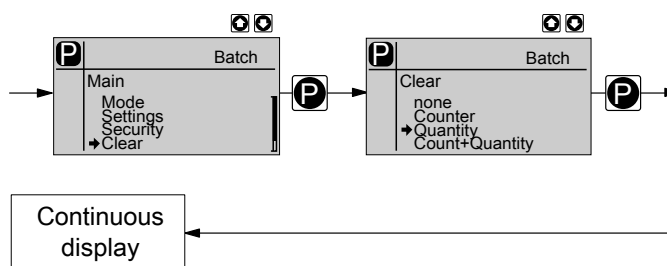 P
Batch
Main
Mode
Settings
Security
Clear
P
P
Batch
Clear
none
Counter
Quantity
Count+Quantity
P
Continuous
display